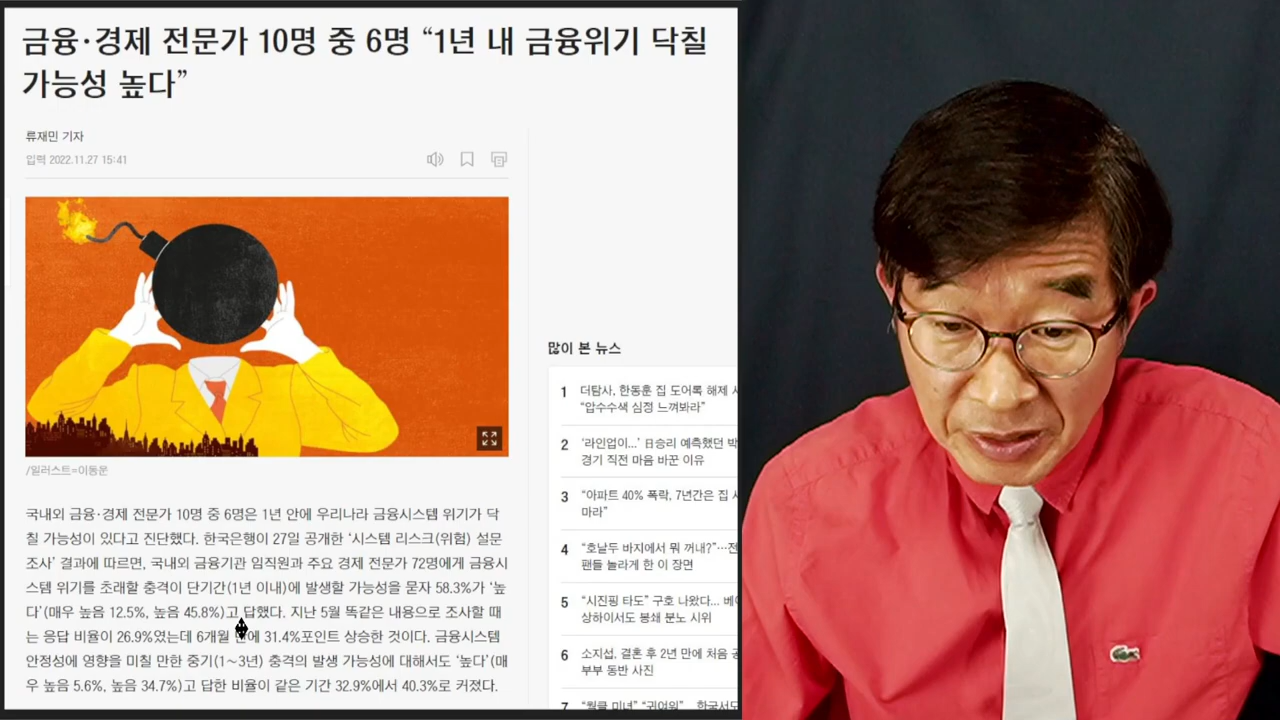 금융·경제 전문가 10명 중 6명 “1년 내 금융위기 닥칠
가능성 높다”
류재민 기자
입력 2022.11.27 15:41
/일러스트=이동운
국내외 금융·경제 전문가 10명 중 6명은 1년 안에 우리나라 금융시스템 위기가 닥
칠 가능성이 있다고 진단했다. 한국은행이 27일 공개한 ‘시스템 리스크(위험) 설문
조사’ 결과에 따르면, 국내외 금융기관 임직원과 주요 경제 전문가 72명에게 금융시
스템 위기를 초래할 충격이 단기간(1년 이내)에 발생할 가능성을 묻자 58.3%가 ‘높
다’(매우 높음 12.5%, 높음 45.8%)고 답했다. 지난 5월 똑같은 내용으로 조사할 때
는 응답 비율이 26.9%였는데 6개월 에 31.4%포인트 상승한 것이다. 금융시스템
안정성에 영향을 미칠 만한 중기(1～3년) 충격의 발생 가능성에 대해서도 ‘높다’(매
우 높음 5.6%, 높음 34.7%)고 답한 비율이 같은 기간 32.9%에서 40.3%로 커졌다.
많이 본 뉴스
1 더탐사, 한동훈 집 도어록 해제
“압수수색 심정 느껴봐라”
2 ‘라인업이...’ 日승리 예측했던
경기 직전 마음 바꾼 이유
3 “아파트 40% 폭락, 7년간은 집
마라”
4 “호날두 바지에서 뭐 꺼내?”…
팬들 놀라게 한 이 장면
5 “시진핑 타도” 구호 나왔다...
상하이서도 봉쇄 분노 시위
6 소지섭, 결혼 후 2년 만에 처음
부부 동반 사진
7 “월클 미녀” “귀여워”